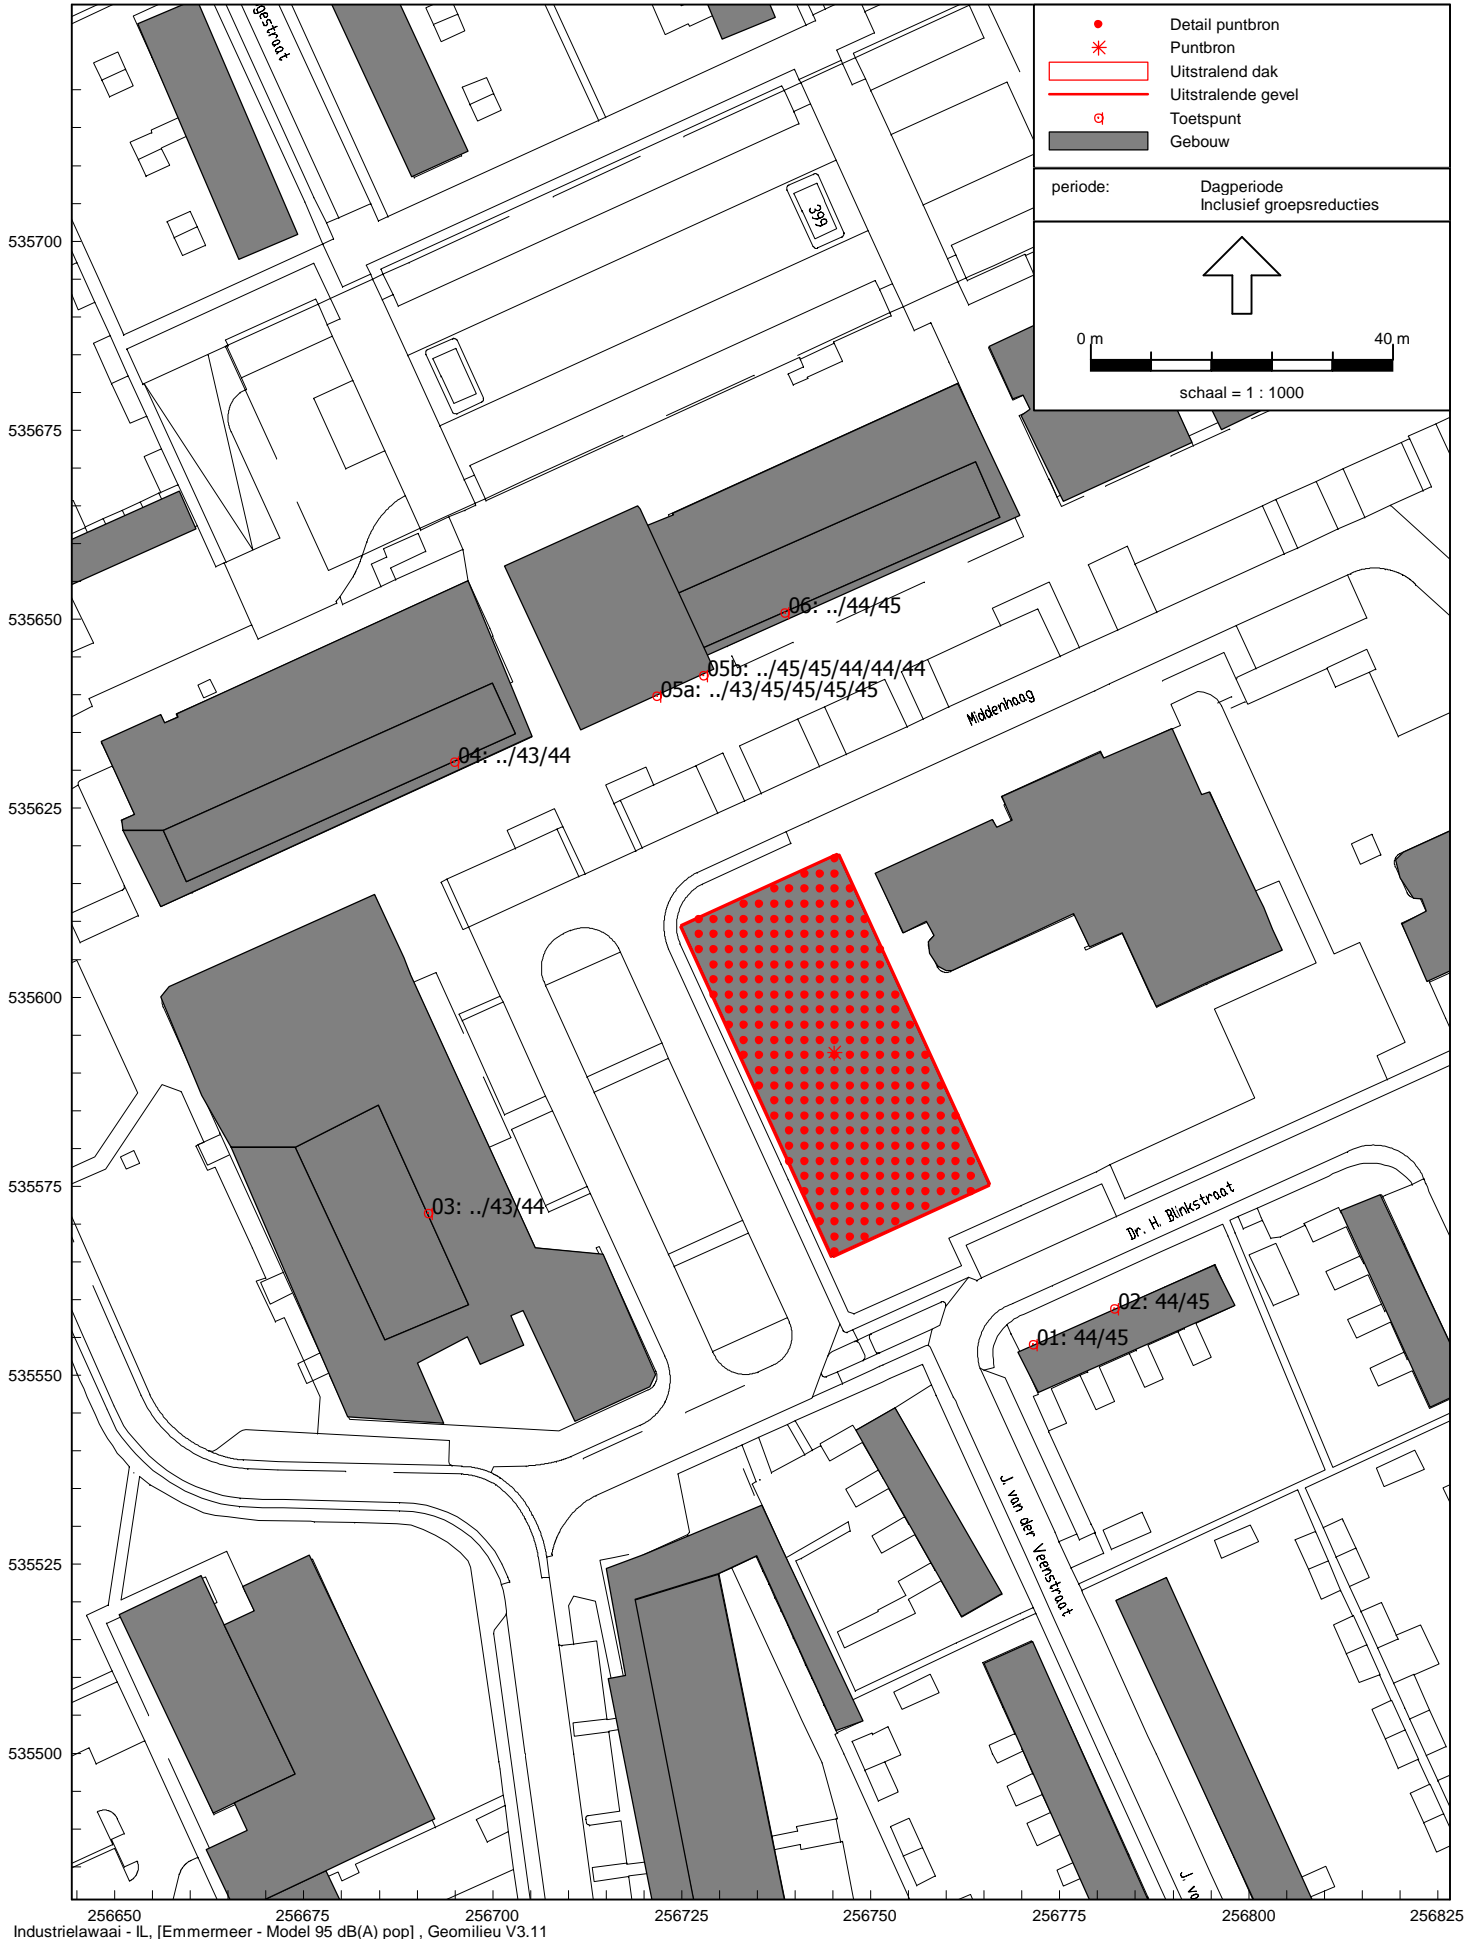 Detail puntbron
Puntbron
Uitstralend dak
Uitstralende gevel
Toetspunt
Gebouw
periode:
Dagperiode
Inclusief groepsreducties
0 m
40 m
schaal = 1 : 1000
gestraat
399
535700
535675
535650
535625
535600
535575
535550
535525
535500
06: ../44/45
05b: ../45/45/44/44/44
05a: ../43/45/45/45/45
Middenhaag
04: ../43/44
03: ../43/44
Dr. H. Blinkstraat
02: 44/45
01: 44/45
J. van der Veenstraat
J. va
256650
256675
256700
256725
256750
256775
256800
256825
Industrielawaai - IL, [Emmermeer - Model 95 dB(A) pop] , Geomilieu V3.11